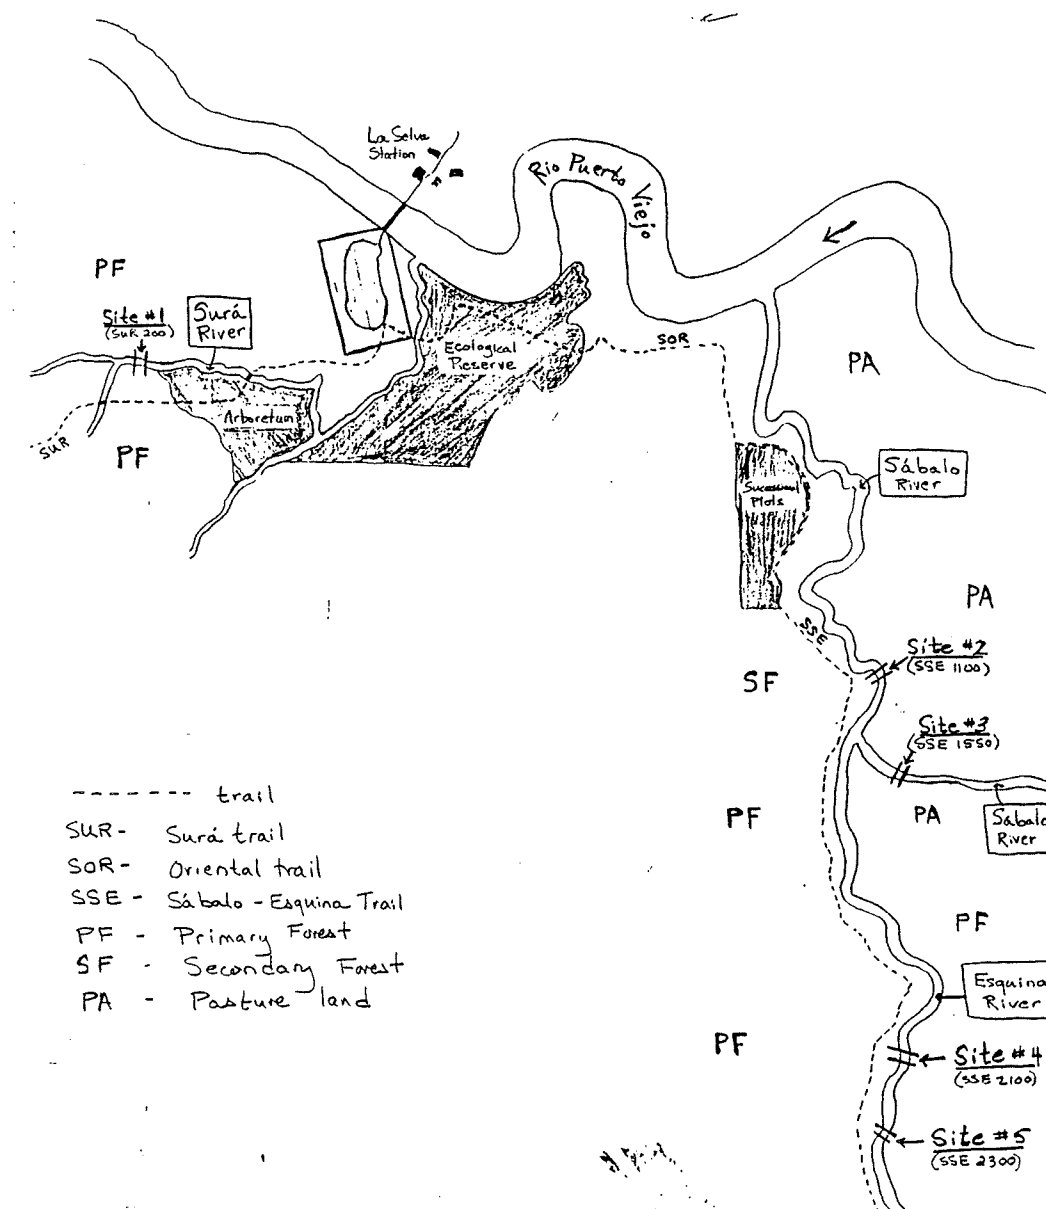 La Selva
Station
Rio Puerto Viejo
PF
Site #1
(SUR 200)
Surá
River
Ecological
Reserve
SOR
PA
Arboretum
SUR
PF
Sábalo
River
Plots
PA
SSE
Site #2
(SSE 1100)
SF
Site #3
(SSE 1550)
PF
PA
Sábalo
River
trail
SUR - Surá trail
SOR - Oriental trail
SSE - Sábalo - Esquina Trail
PF - Primary Forest
SF - Secondary Forest
PA - Pasture land
PF
Esquina
River
PF
Site #4
(SSE 2100)
Site #5
(SSE 2300)